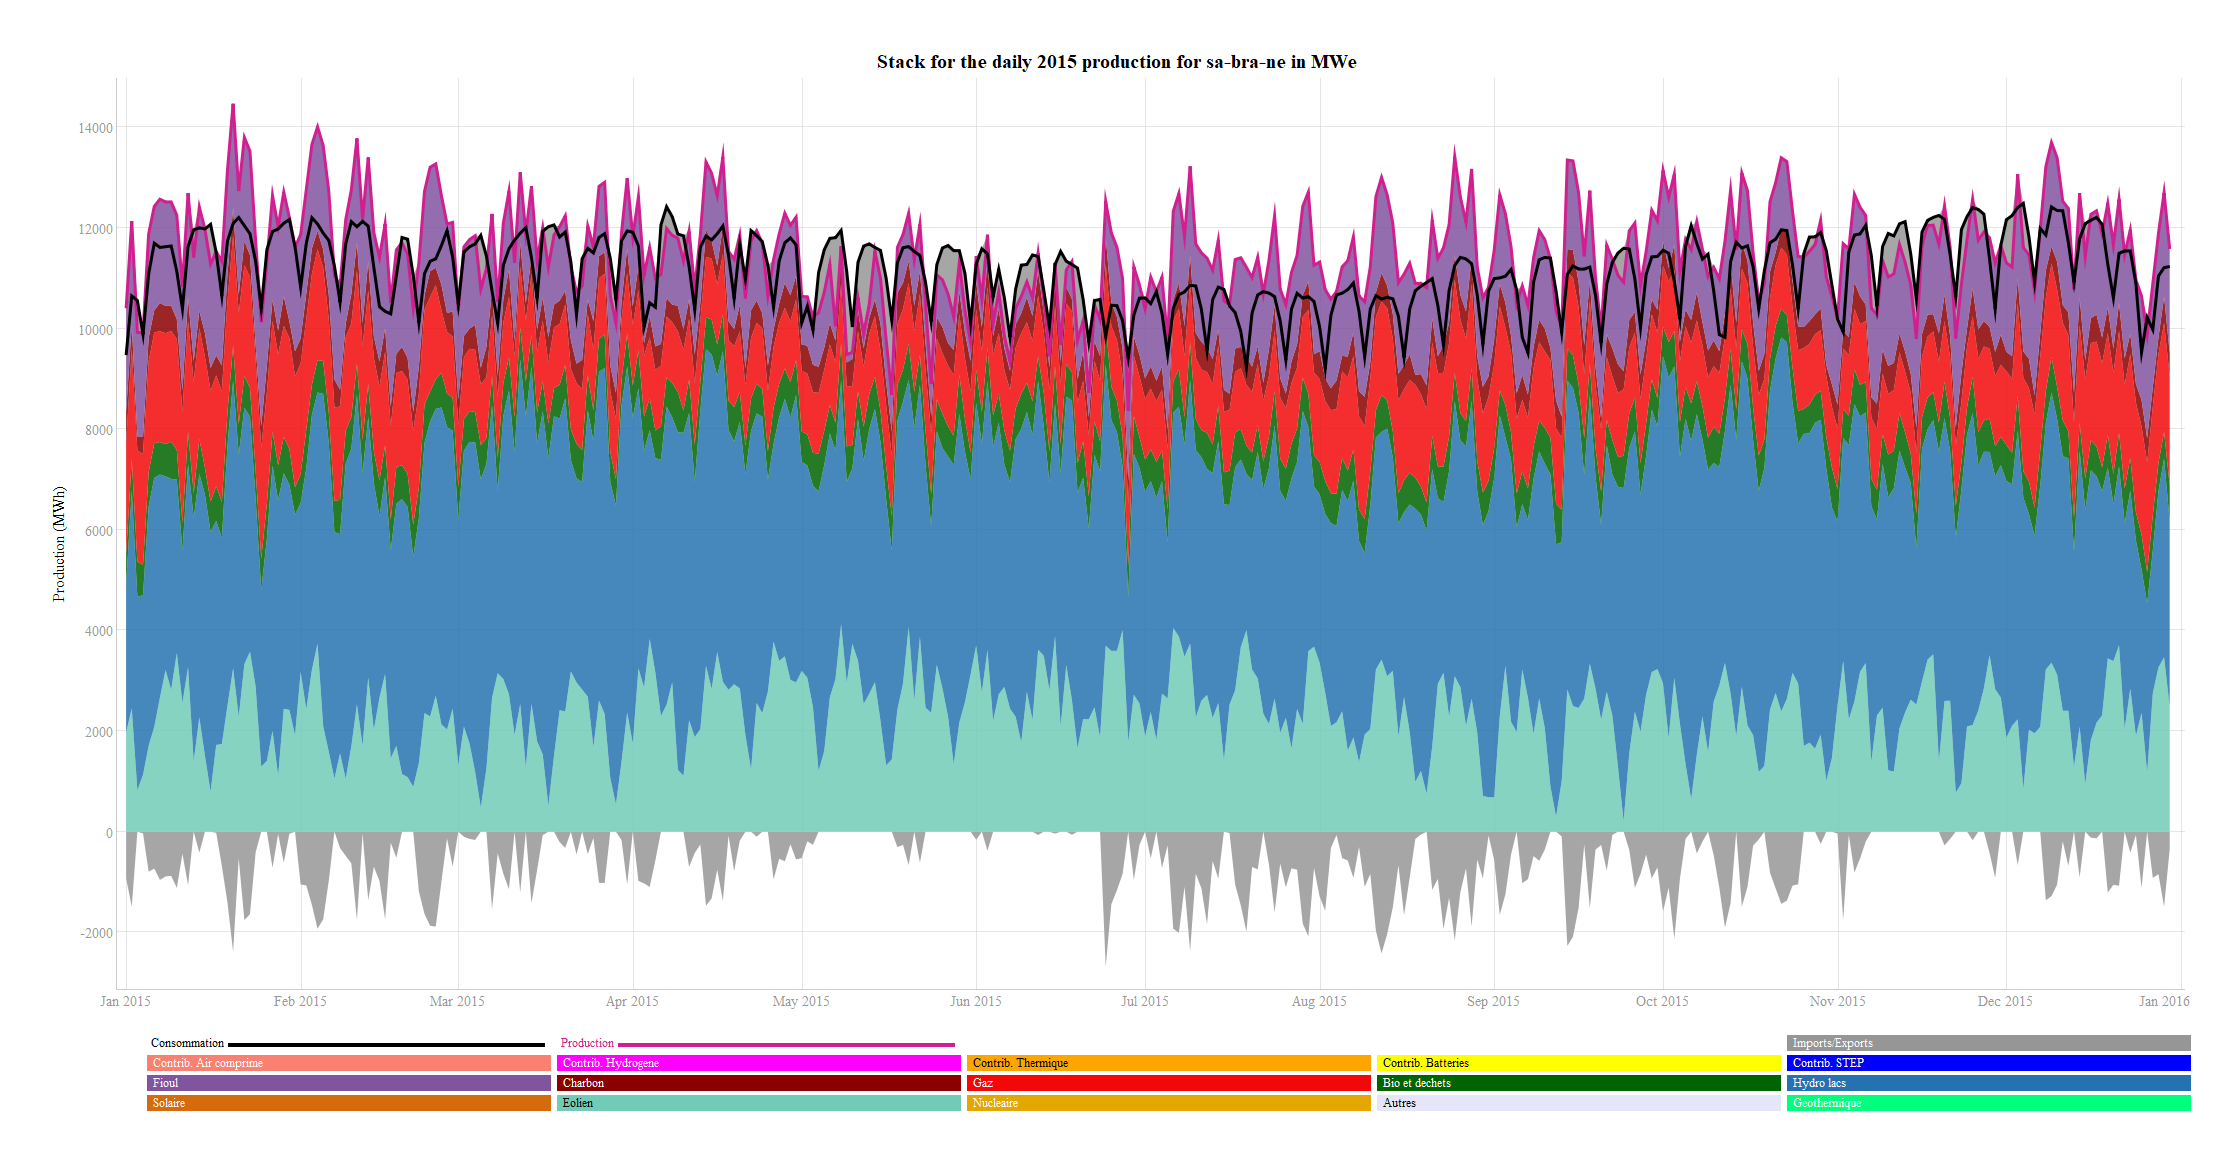 Stack for the daily 2015 production for sa-bra-ne in MWe
Production (MWh)
14000
12000
10000
8000
6000
4000
2000
0
-2000
Jan 2015 Feb 2015 Mar 2015 Apr 2015 May 2015 Jun 2015 Jul 2015 Aug 2015 Sep 2015 Oct 2015 Nov 2015 Dec 2015 Jan 2016
Consommation Production Imports/Exports
Contrib. Air comprime Contrib. Hydrogene Contrib. Thermique Contrib. Batteries Contrib. STEP
Fioul Charbon Gaz Bio et dechets Hydro lacs
Solaire Eolien Nucleaire Autres Geothermique